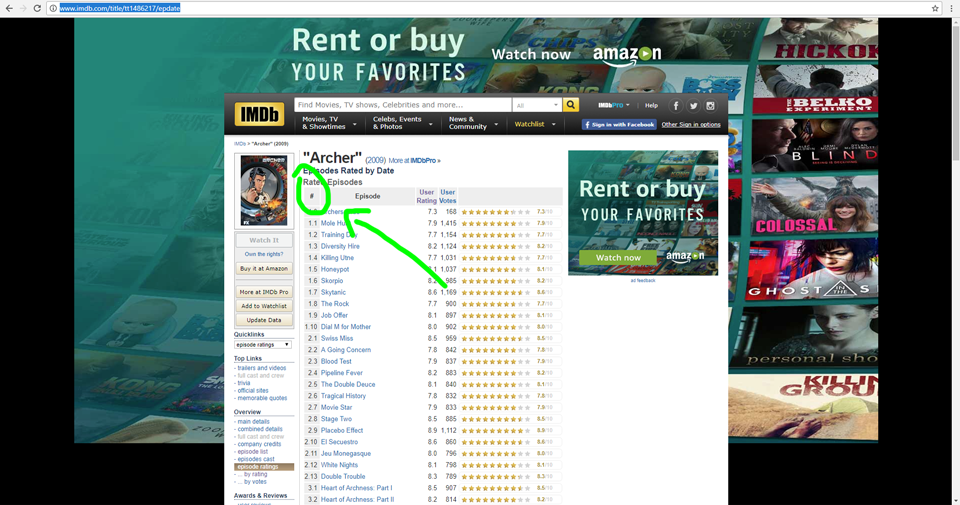 www.imdb.com/title/tt1486217/epdate
Rent or buy
YOUR FAVORITES
Watch now amazon
CHIPS
KONG
BOSS
HICKOK
THE BELKO EXPERIMENT
BLIND
COLOSSAL
GHOST IN THE
personal sho
KILLING
GROU
IMDb
Find Movies, TV shows, Celebrities and more...
All
IMDbPro Help
Movies, TV & Showtimes
Celebs, Events & Photos
News & Community
Watchlist
Sign in with Facebook Other Sign in options
IMDb > "Archer" (2009)
"Archer" (2009) More at IMDbPro »
Episodes Rated by Date
Rated Episodes
# Episode User Rating User Votes
7.3 168 7.3/10
1.1 Mole 7.9 1,415 7.9/10
1.2 Training Day 7.7 1,154 7.7/10
1.3 Diversity Hire 8.2 1,124 8.2/10
1.4 Killing Utne 7.7 1,031 7.7/10
1.5 Honeypot 1,037 8.1/10
1.6 Skorpio 985 8.2/10
1.7 Skytanic 8.6 1,169 8.6/10
1.8 The Rock 7.7 900 7.7/10
1.9 Job Offer 8.1 897 8.1/10
1.10 Dial M for Mother 8.0 902 8.0/10
2.1 Swiss Miss 8.5 959 8.5/10
2.2 A Going Concern 7.8 842 7.8/10
2.3 Blood Test 7.9 837 7.9/10
2.4 Pipeline Fever 8.2 883 8.2/10
2.5 The Double Deuce 8.1 840 8.1/10
2.6 Tragical History 7.8 832 7.8/10
2.7 Movie Star 7.9 833 7.9/10
2.8 Stage Two 8.5 885 8.5/10
2.9 Placebo Effect 8.9 1,112 8.9/10
2.10 El Secuestro 8.6 860 8.6/10
2.11 Jeu Monegasque 8.0 796 8.0/10
2.12 White Nights 8.1 798 8.1/10
2.13 Double Trouble 8.3 789 8.3/10
3.1 Heart of Archness: Part I 8.5 907 8.5/10
3.2 Heart of Archness: Part II 8.2 814 8.2/10
ARCHER
FX
Watch It
Own the rights?
Buy it at Amazon
More at IMDb Pro
Add to Watchlist
Update Data
Quicklinks
episode ratings
Top Links
- trailers and videos
- full cast and crew
- trivia
- official sites
- memorable quotes
Overview
- main details
- combined details
- full cast and crew
- company credits
- episode list
- episodes cast
- episode ratings
- ... by rating
- ... by votes
Awards & Reviews
Rent or buy
YOUR FAVORITES
Watch now amazon
ad feedback